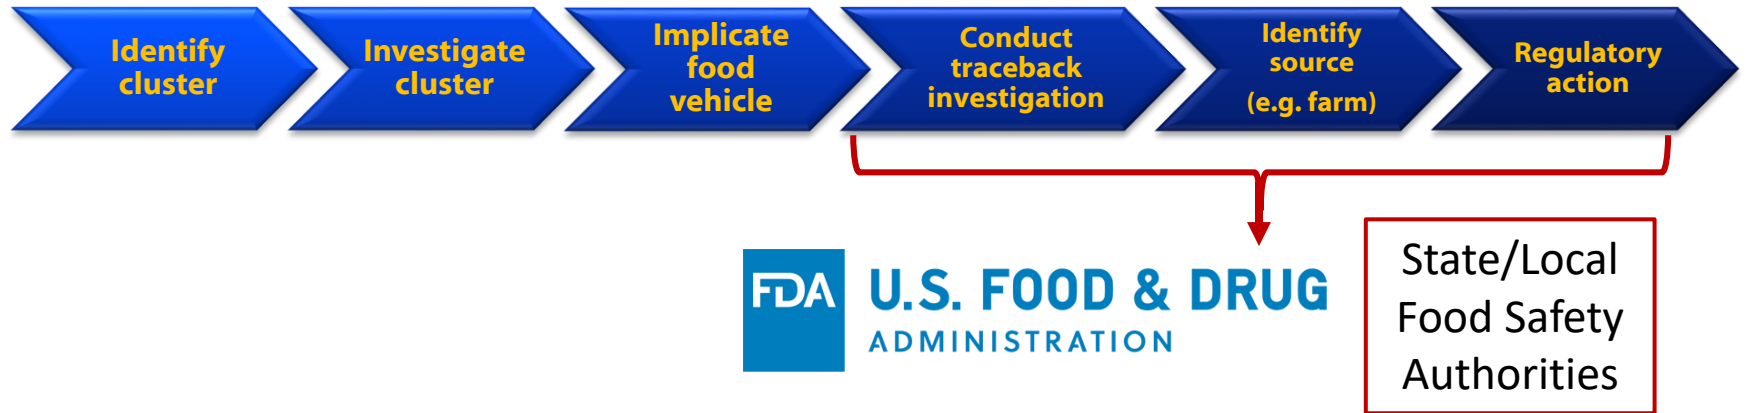 Identify
cluster
Investigate
cluster
Implicate
food
vehicle
Conduct
traceback
investigation
Identify
source
(e.g. farm)
Regulatory
action
FDA
U.S. FOOD & DRUG
ADMINISTRATION
State/Local
Food Safety
Authorities